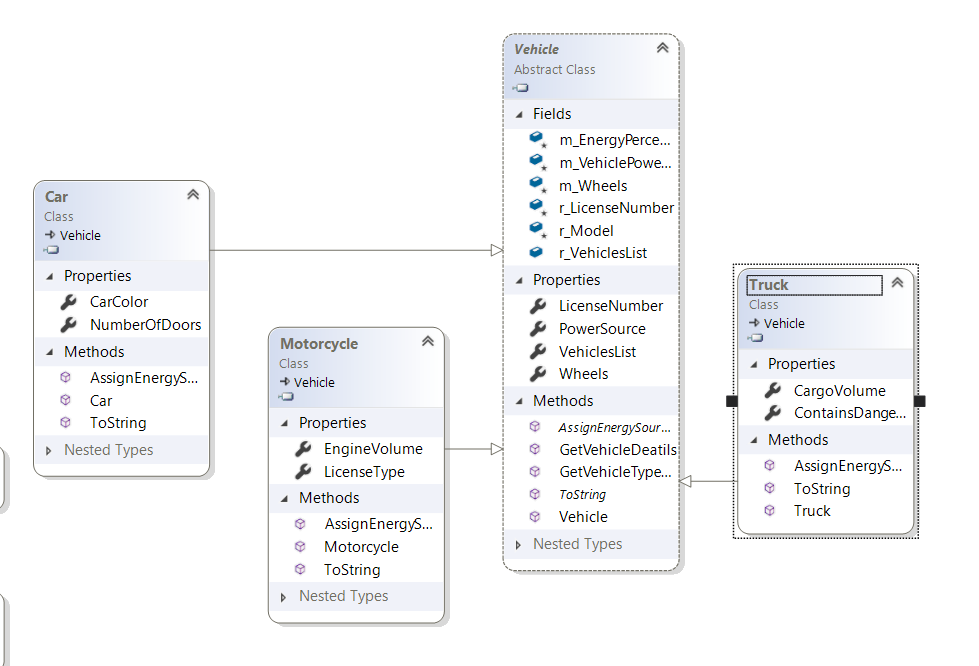 Vehicle
Abstract Class
Fields
m_EnergyPerce...
m_VehiclePowe...
m_Wheels
r_LicenseNumber
r_Model
r_VehiclesList
Properties
LicenseNumber
PowerSource
VehiclesList
Wheels
Methods
AssignEnergySour...
GetVehicleDeatils
GetVehicleType...
ToString
Vehicle
Nested Types
Car
Class
Vehicle
Properties
CarColor
NumberOfDoors
Methods
AssignEnergyS...
Car
ToString
Nested Types
Motorcycle
Class
Vehicle
Properties
EngineVolume
LicenseType
Methods
AssignEnergyS...
Motorcycle
ToString
Nested Types
Truck
Class
Vehicle
Properties
CargoVolume
ContainsDange...
Methods
AssignEnergyS...
ToString
Truck